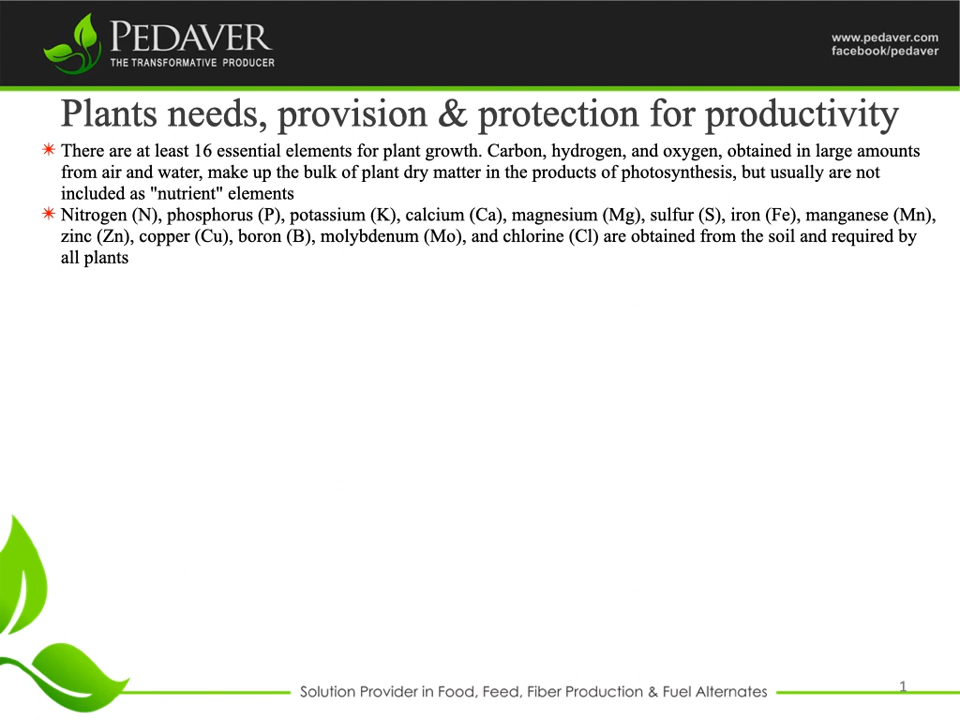 PEDAVER
THE TRANSFORMATIVE PRODUCER
www.pedaver.com
facebook/pedaver
Plants needs, provision & protection for productivity
There are at least 16 essential elements for plant growth. Carbon, hydrogen, and oxygen, obtained in large amounts
from air and water, make up the bulk of plant dry matter in the products of photosynthesis, but usually are not
included as "nutrient" elements
Nitrogen (N), phosphorus (P), potassium (K), calcium (Ca), magnesium (Mg), sulfur (S), iron (Fe), manganese (Mn),
zinc (Zn), copper (Cu), boron (B), molybdenum (Mo), and chlorine (Cl) are obtained from the soil and required by
all plants
Solution Provider in Food, Feed, Fiber Production & Fuel Alternates
1